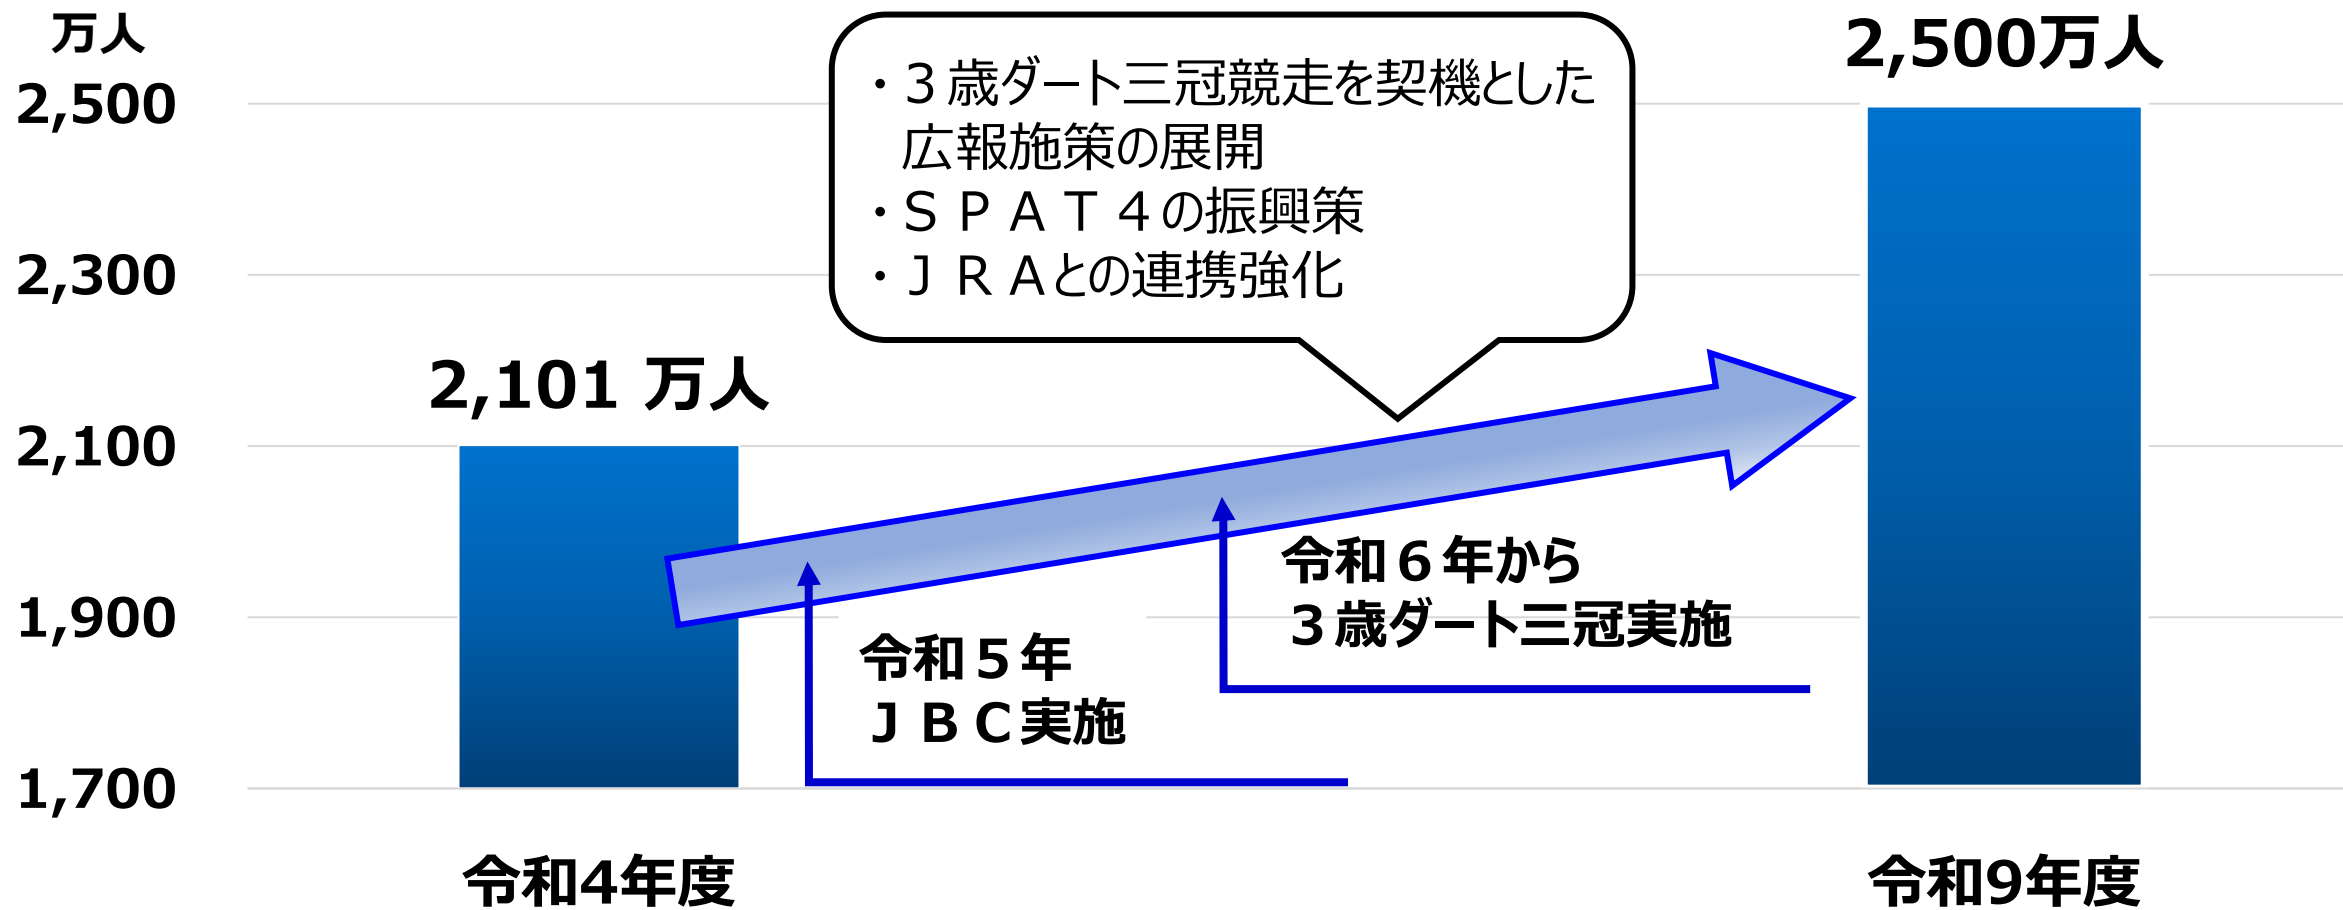 万人
2,500
2,300
2,100
1,900
1,700
2,101 万人
2,500万人
・３歳ダート三冠競走を契機とした
広報施策の展開
・ＳＰＡＴ４の振興策
・ＪＲＡとの連携強化
令和５年
ＪＢＣ実施
令和６年から
３歳ダート三冠実施
令和4年度
令和9年度